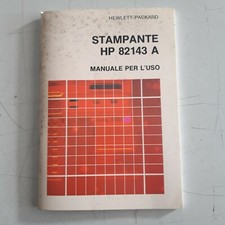 HEWLETT-PACKARD
STAMPANTE
HP 82143 A
MANUALE PER L'USO